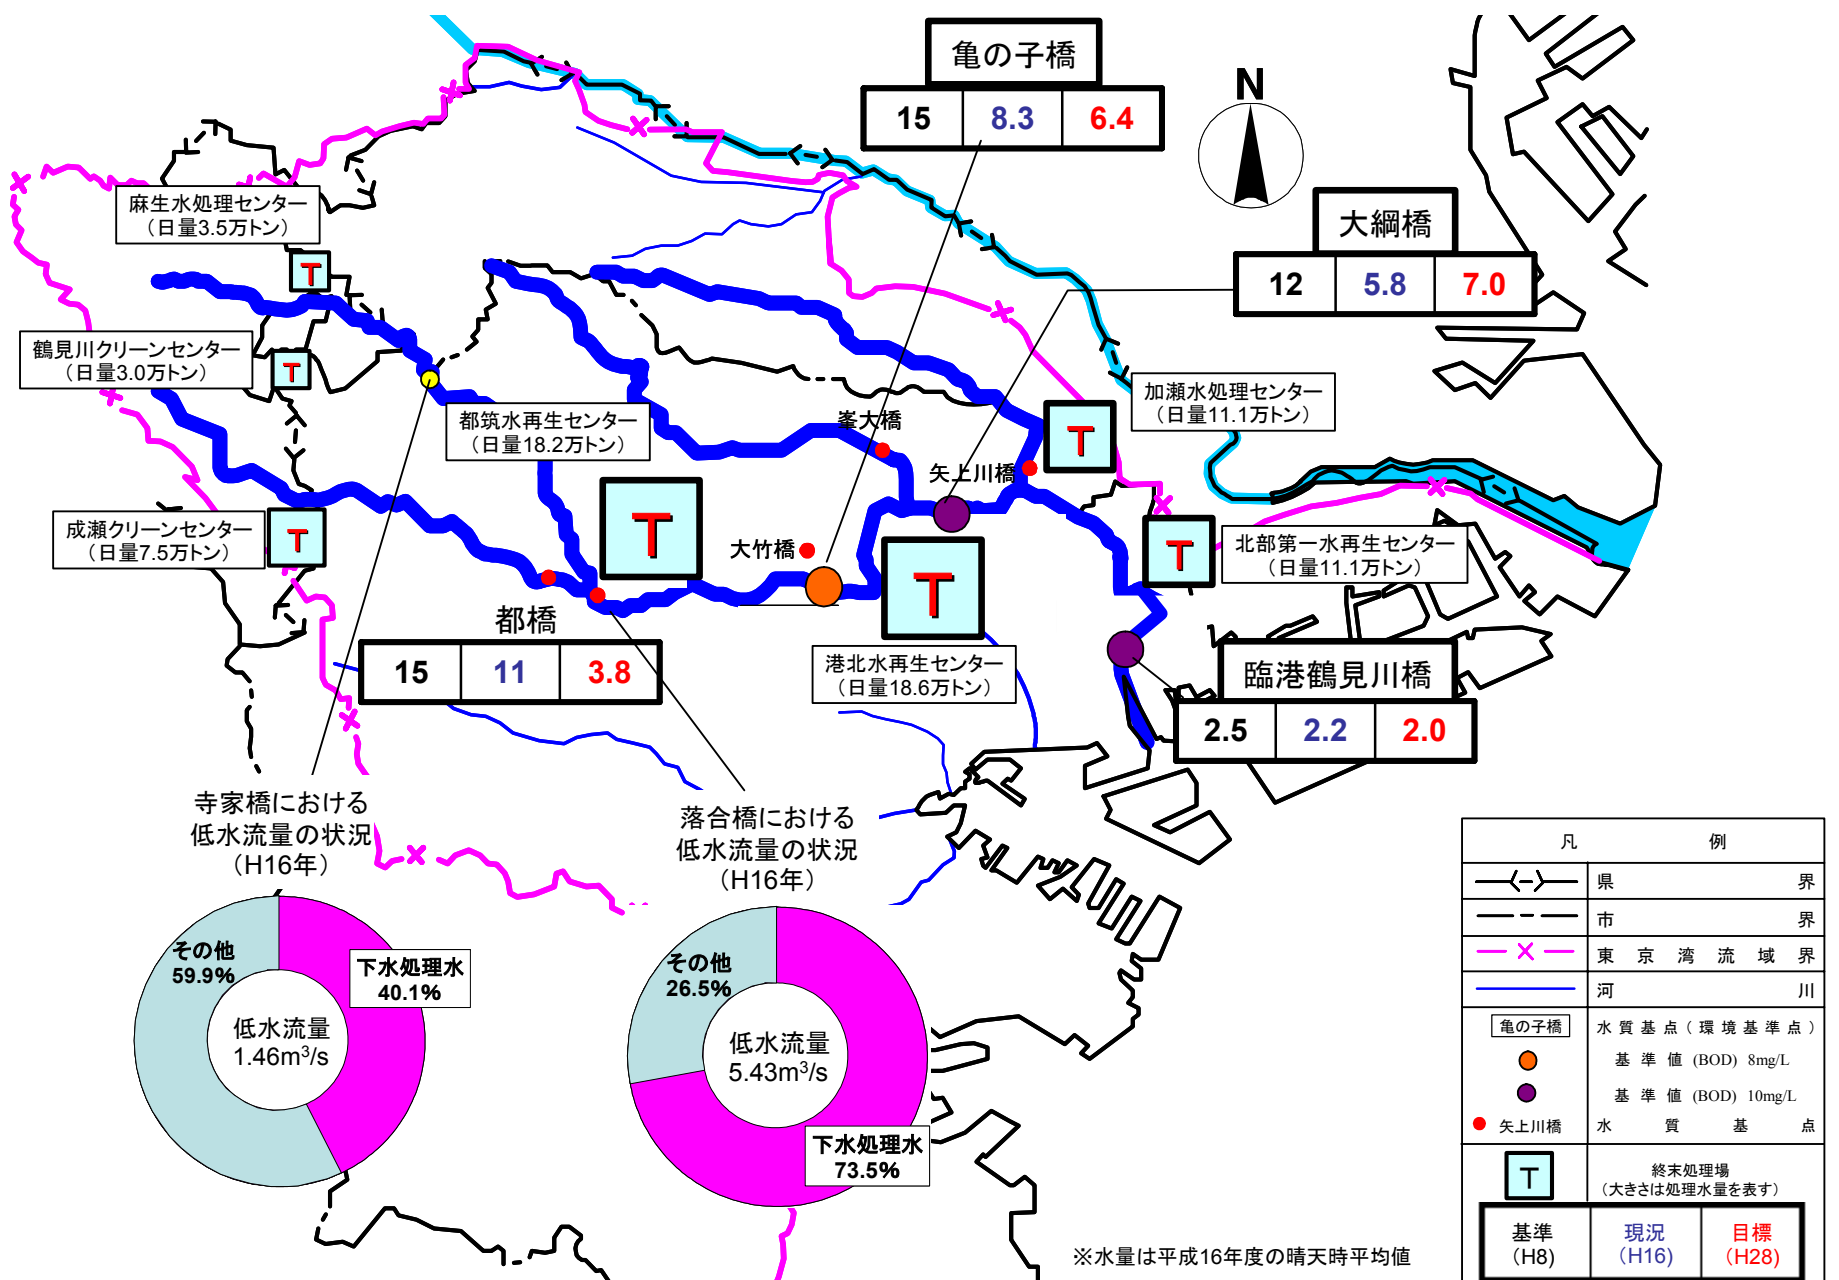 亀の子橋
15 8.3 6.4
N
大綱橋
12 5.8 7.0
麻生水処理センター
（日量3.5万トン）
T
鶴見川クリーンセンター
（日量3.0万トン）
T
都筑水再生センター
（日量18.2万トン）
T
加瀬水処理センター
（日量11.1万トン）
T
峯大橋
矢上川橋
成瀬クリーンセンター
（日量7.5万トン）
T
大竹橋
T
T
北部第一水再生センター
（日量11.1万トン）
都橋
15 11 3.8
港北水再生センター
（日量18.6万トン）
臨港鶴見川橋
2.5 2.2 2.0
寺家橋における
低水流量の状況
（H16年）
その他
59.9%
下水処理水
40.1%
低水流量
1.46m³/s
落合橋における
低水流量の状況
（H16年）
その他
26.5%
低水流量
5.43m³/s
下水処理水
73.5%
※水量は平成16年度の晴天時平均値
凡 例
県 界
市 界
東 京 湾 流 域 界
河 川
亀の子橋 水 質 基 点 （ 環 境 基 準 点 ）
基 準 値 (BOD) 8mg/L
基 準 値 (BOD) 10mg/L
矢上川橋 水 質 基 点
T 終末処理場
（大きさは処理水量を表す）
基準 現況 目標
（H8） （H16） （H28）